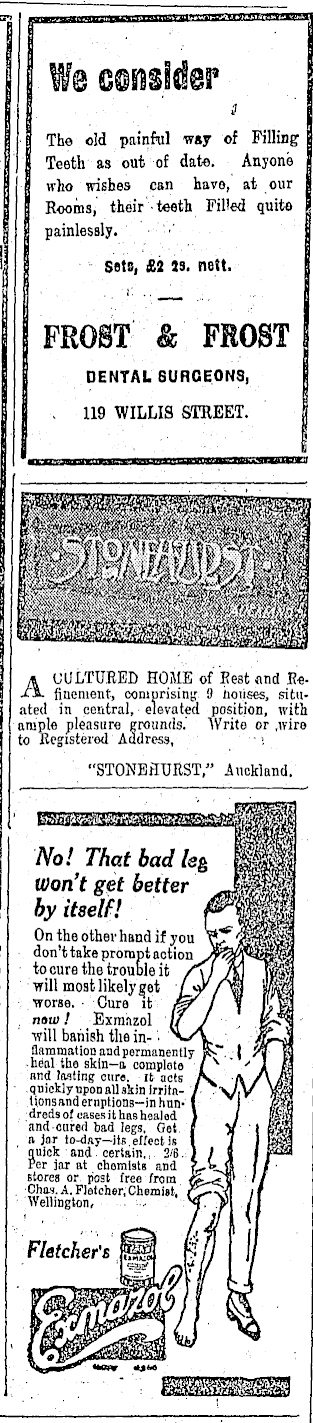 We consider
The old painful way of Filling
Teeth as out of date. Anyone
who wishes can have, at our
Rooms, their teeth Filled quite
painlessly.
Sets, £2 2s. nett.
FROST & FROST
DENTAL SURGEONS,
119 WILLIS STREET.
·STONEHURST·
A CULTURED HOME of Rest and Re-
finement, comprising 9 houses, situ-
ated in central, elevated position, with
ample pleasure grounds. Write or wire
to Registered Address,
"STONEHURST," Auckland.
No! That bad leg
won't get better
by itself!
On the other hand if you
don't take prompt action
to cure the trouble it
will most likely get
worse. Cure it
now! Exmazol
will banish the in-
flammation and permanently
heal the skin—a complete
and lasting cure. It acts
quickly upon all skin irrita-
tions and eruptions—in hun-
dreds of cases it has healed
and cured bad legs. Get
a jar to-day—its effect is
quick and certain. 2/6
Per jar at chemists and
stores or post free from
Chas. A. Fletcher, Chemist,
Wellington.
Fletcher's
EXMAZOL
Exmazol